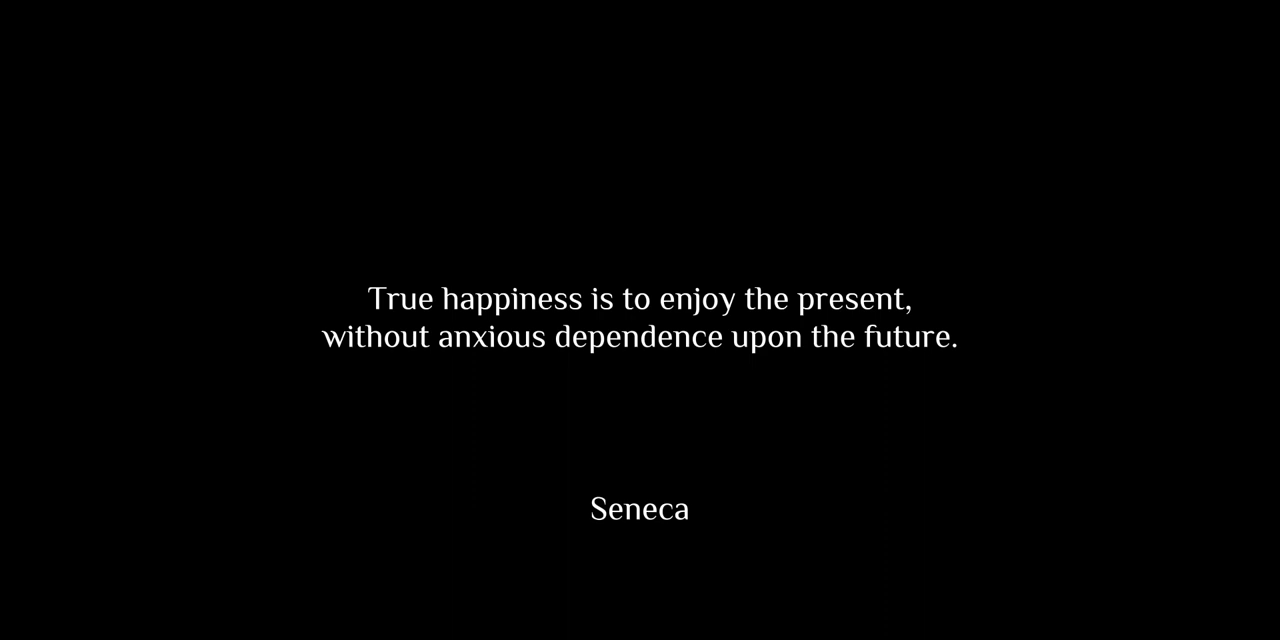 True happiness is to enjoy the present,
without anxious dependence upon the future.
Seneca